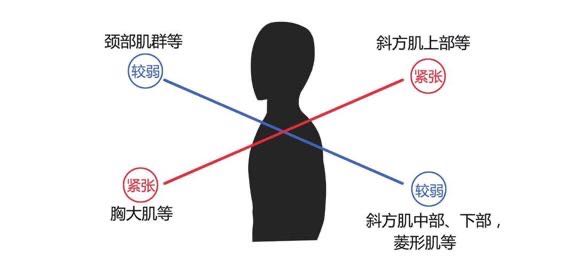 颈部肌群等
较弱
斜方肌上部等
紧张
紧张
胸大肌等
较弱
斜方肌中部、下部，
菱形肌等